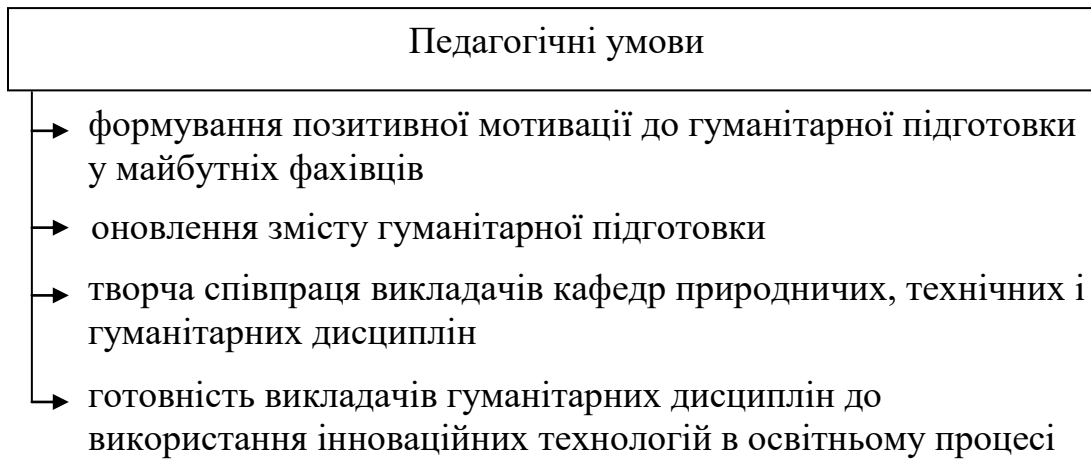 Педагогічні умови
формування позитивної мотивації до гуманітарної підготовки
у майбутніх фахівців
оновлення змісту гуманітарної підготовки
творча співпраця викладачів кафедр природничих, технічних і
гуманітарних дисциплін
готовність викладачів гуманітарних дисциплін до
використання інноваційних технологій в освітньому процесі